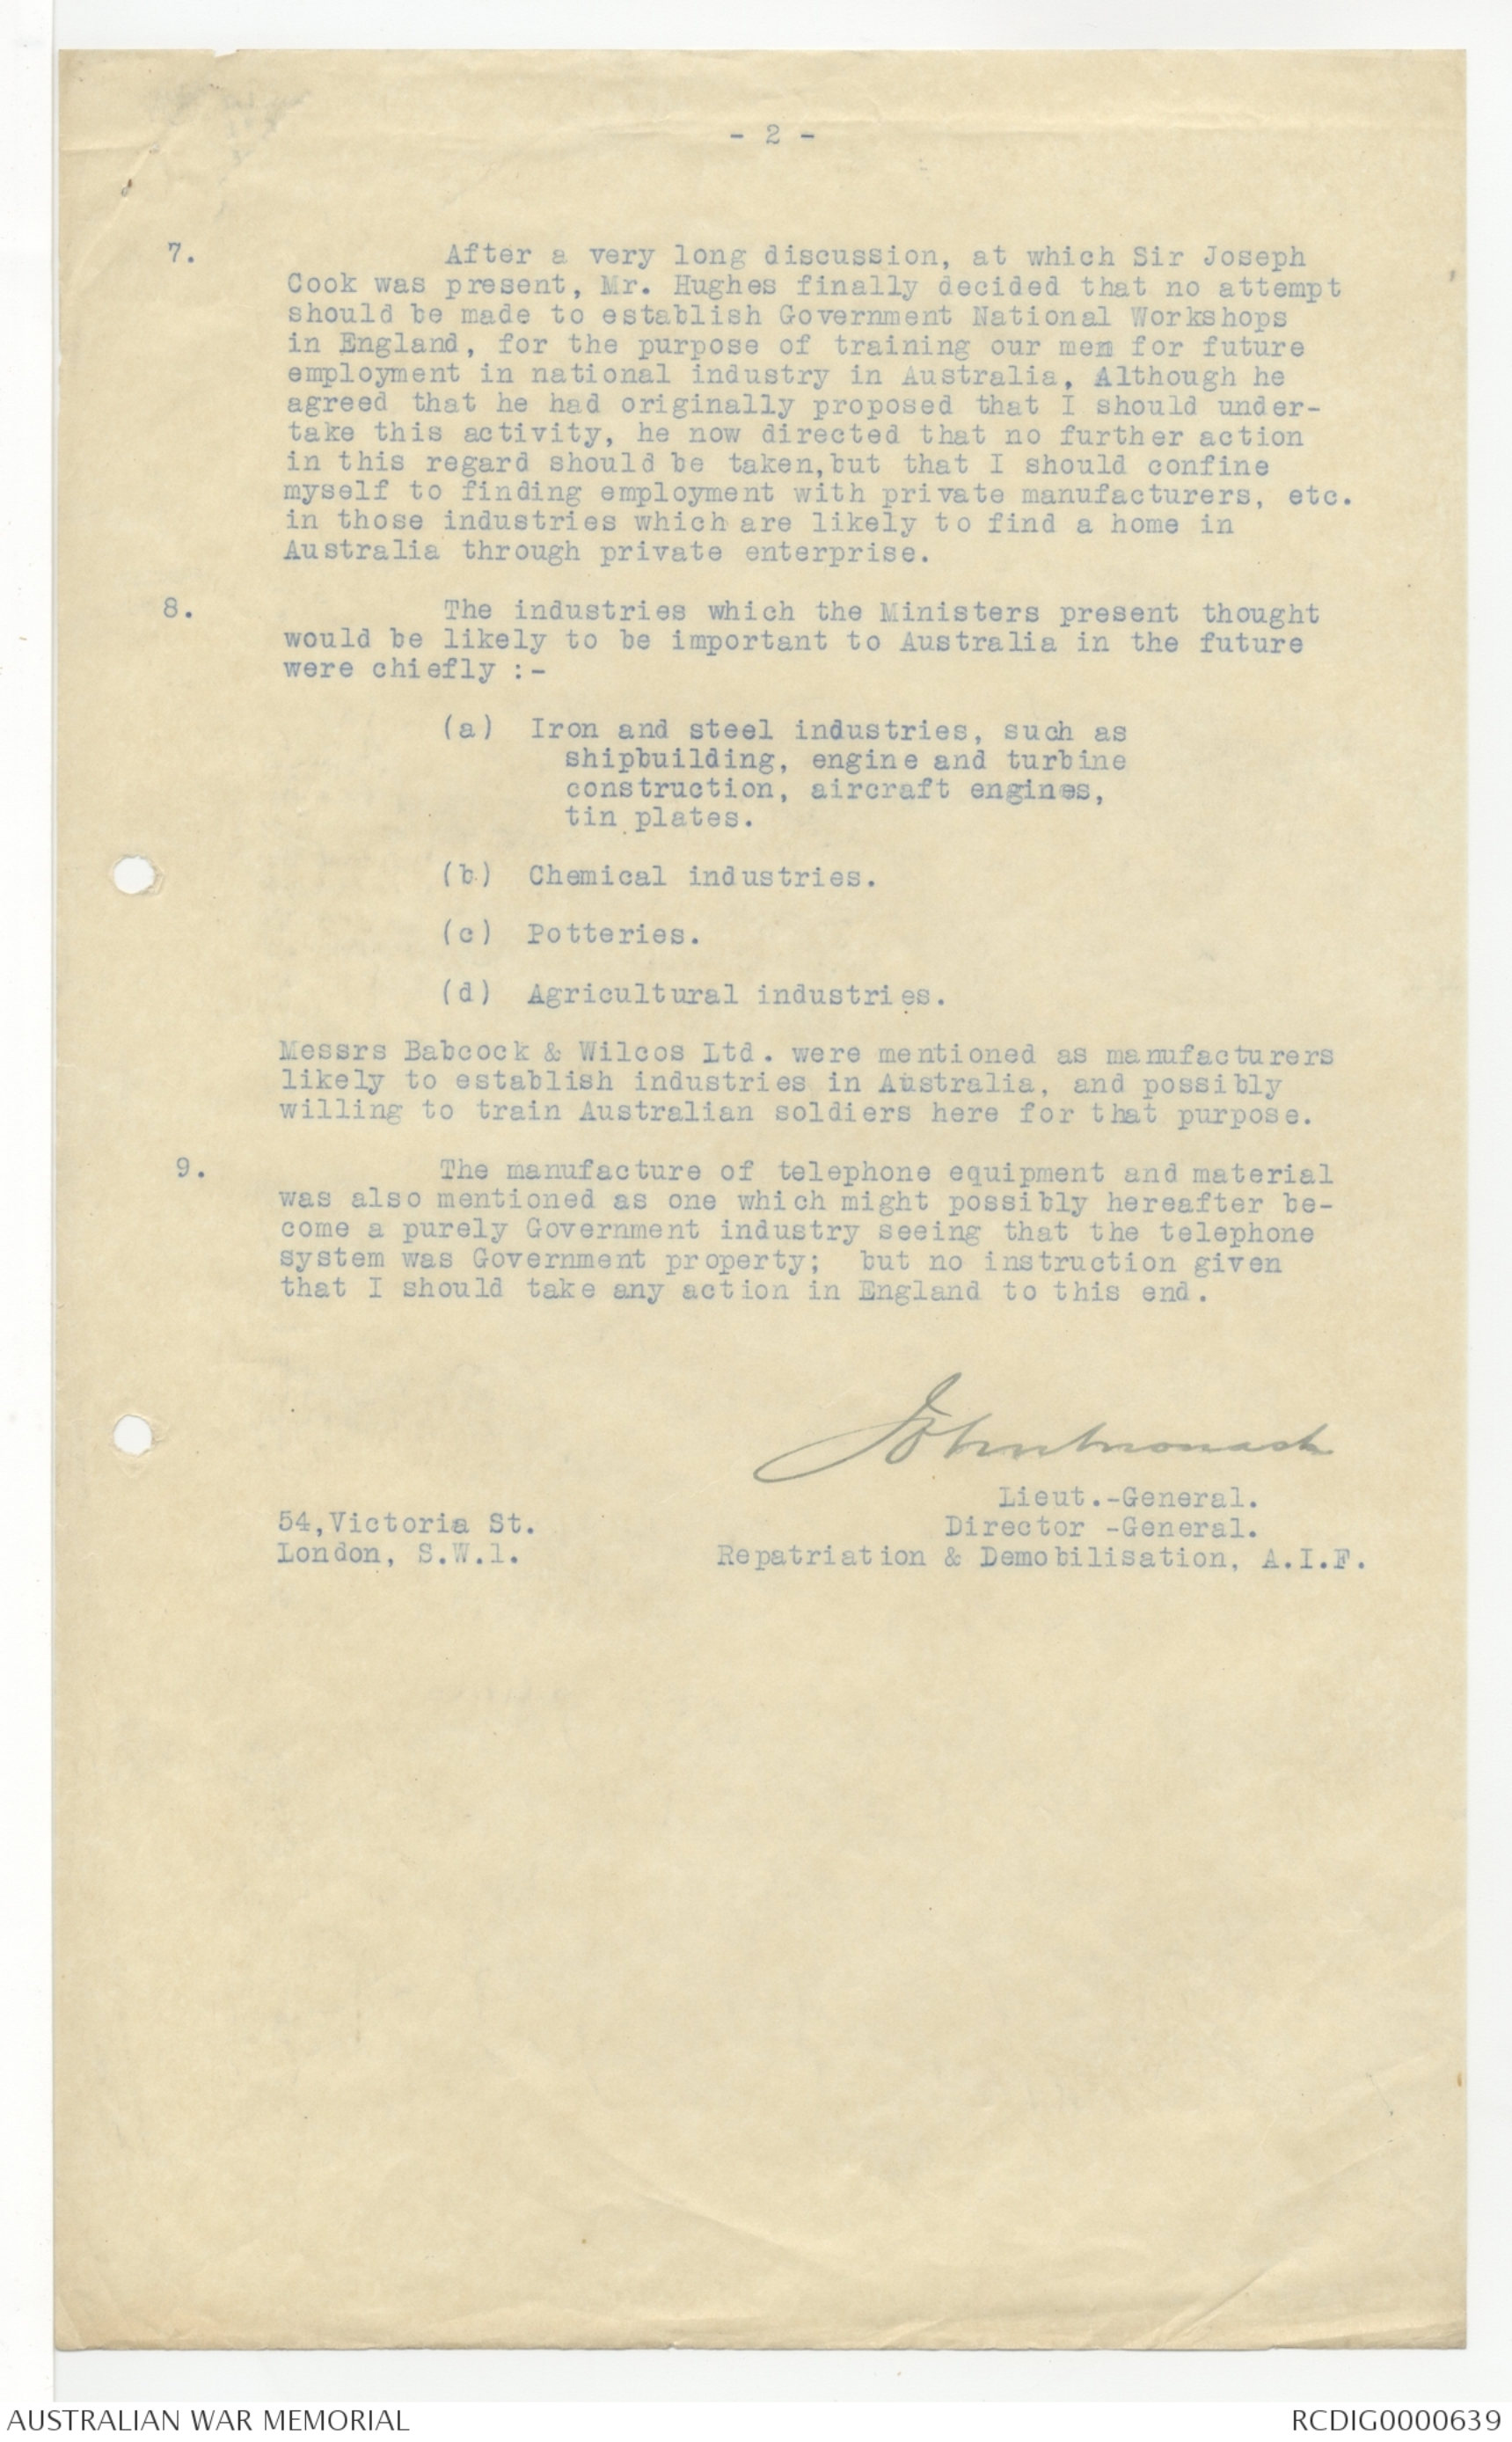 - 2 -
7. After a very long discussion, at which Sir Joseph
Cook was present, Mr. Hughes finally decided that no attempt
should be made to establish Government National Workshops
in England, for the purpose of training our men for future
employment in national industry in Australia, Although he
agreed that he had originally proposed that I should under-
take this activity, he now directed that no further action
in this regard should be taken,but that I should confine
myself to finding employment with private manufacturers, etc.
in those industries which are likely to find a home in
Australia through private enterprise.
8. The industries which the Ministers present thought
would be likely to be important to Australia in the future
were chiefly :-
(a) Iron and steel industries, such as
shipbuilding, engine and turbine
construction, aircraft engines,
tin plates.
(b) Chemical industries.
(c) Potteries.
(d) Agricultural industries.
Messrs Babcock & Wilcos Ltd. were mentioned as manufacturers
likely to establish industries in Australia, and possibly
willing to train Australian soldiers here for that purpose.
9. The manufacture of telephone equipment and material
was also mentioned as one which might possibly hereafter be-
come a purely Government industry seeing that the telephone
system was Government property; but no instruction given
that I should take any action in England to this end.
John Monash
Lieut.-General.
54,Victoria St. Director -General.
London, S.W.1. Repatriation & Demobilisation, A.I.F.
AUSTRALIAN WAR MEMORIAL RCDIG0000639